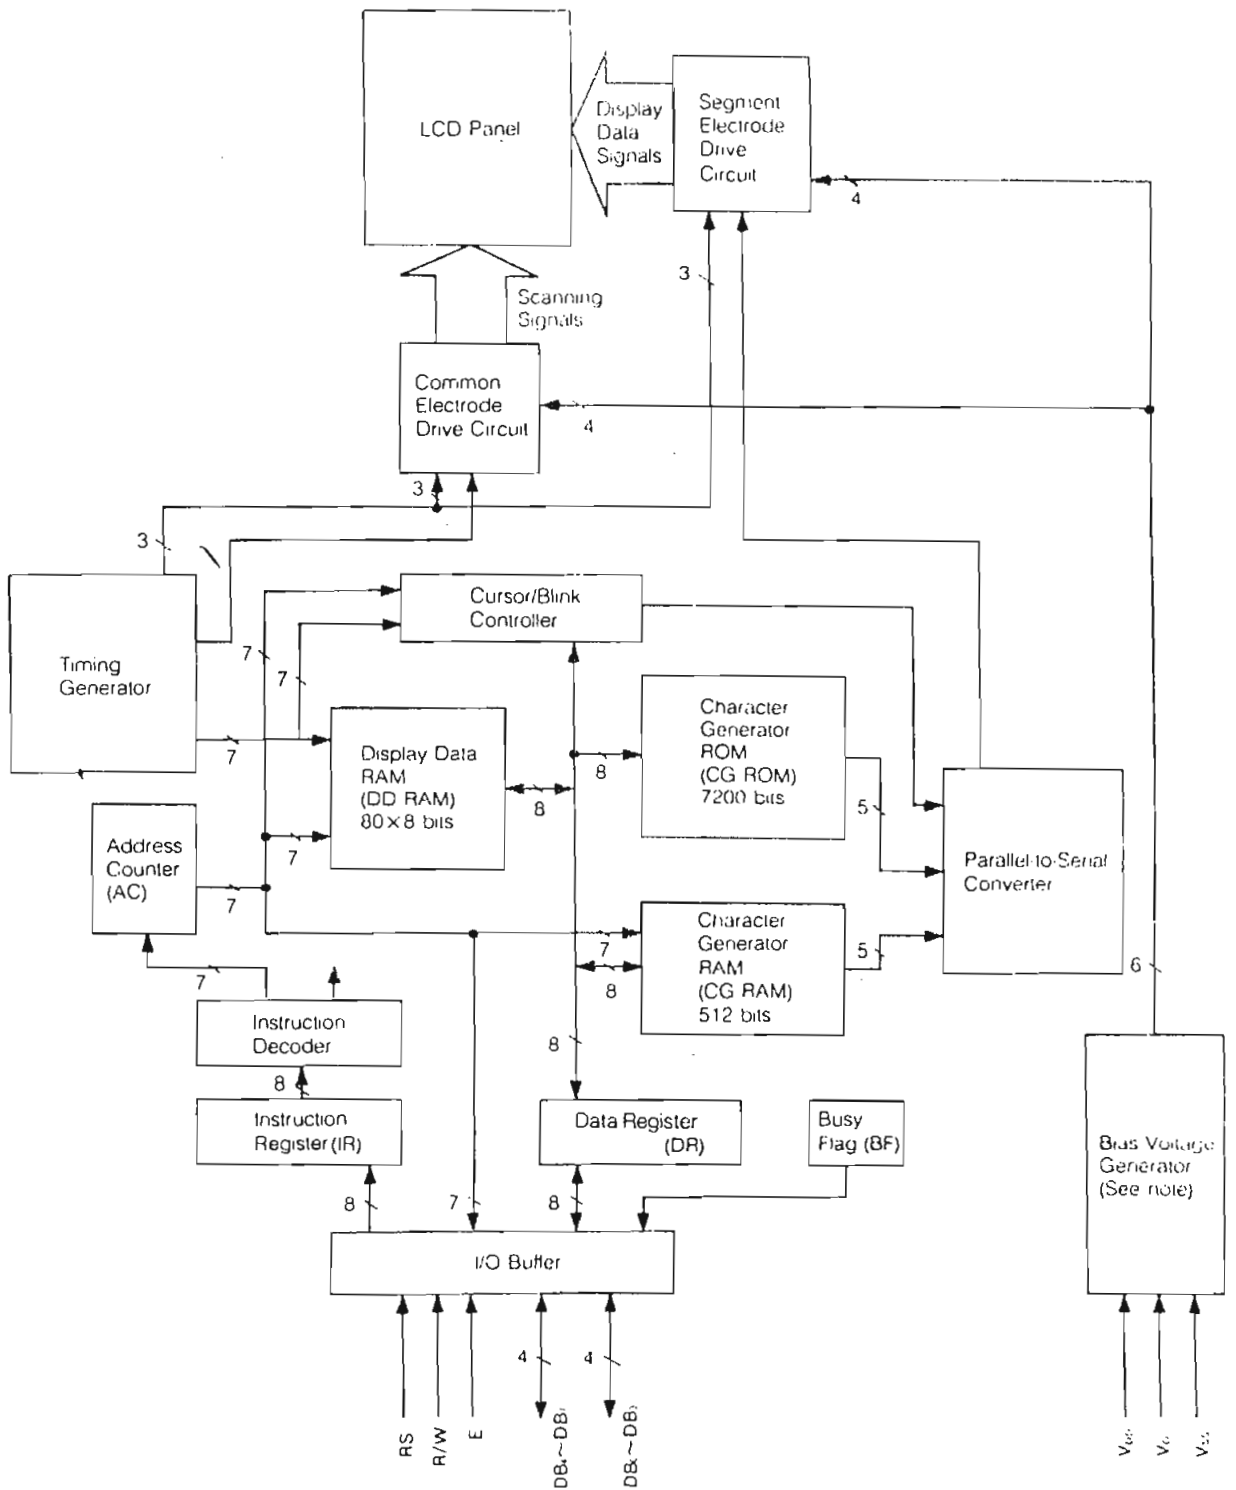 LCD Panel
Display
Data
Signals
Segment
Electrode
Drive
Circuit
4
3
Scanning
Signals
Common
Electrode
Drive Circuit
4
3
3
Timing
Generator
Cursor/Blink
Controller
7
7
7
Display Data
RAM
(DD RAM)
80×8 bits
8
8
Character
Generator
ROM
(CG ROM)
7200 bits
5
Parallel-to-Serial
Converter
Address
Counter
(AC)
7
7
7
8
Character
Generator
RAM
(CG RAM)
512 bits
5
6
7
Instruction
Decoder
8
8
Instruction
Register (IR)
Data Register
(DR)
Busy
Flag (BF)
Bias Voltage
Generator
(See note)
8
7
8
I/O Buffer
4
4
RS
R/W
E